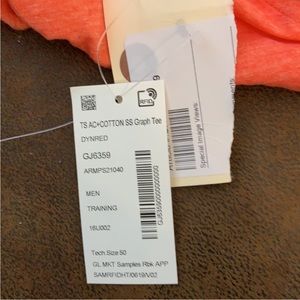 RFID
TS AC+COTTON SS Graph Tee
DYNRED
GJ6359
ARMPS21040
MEN
TRAINING
16U002
Tech Size 50
GL MKT Samples Rbk APP
SAMRFIDHT/0619/V02
Special Image Views